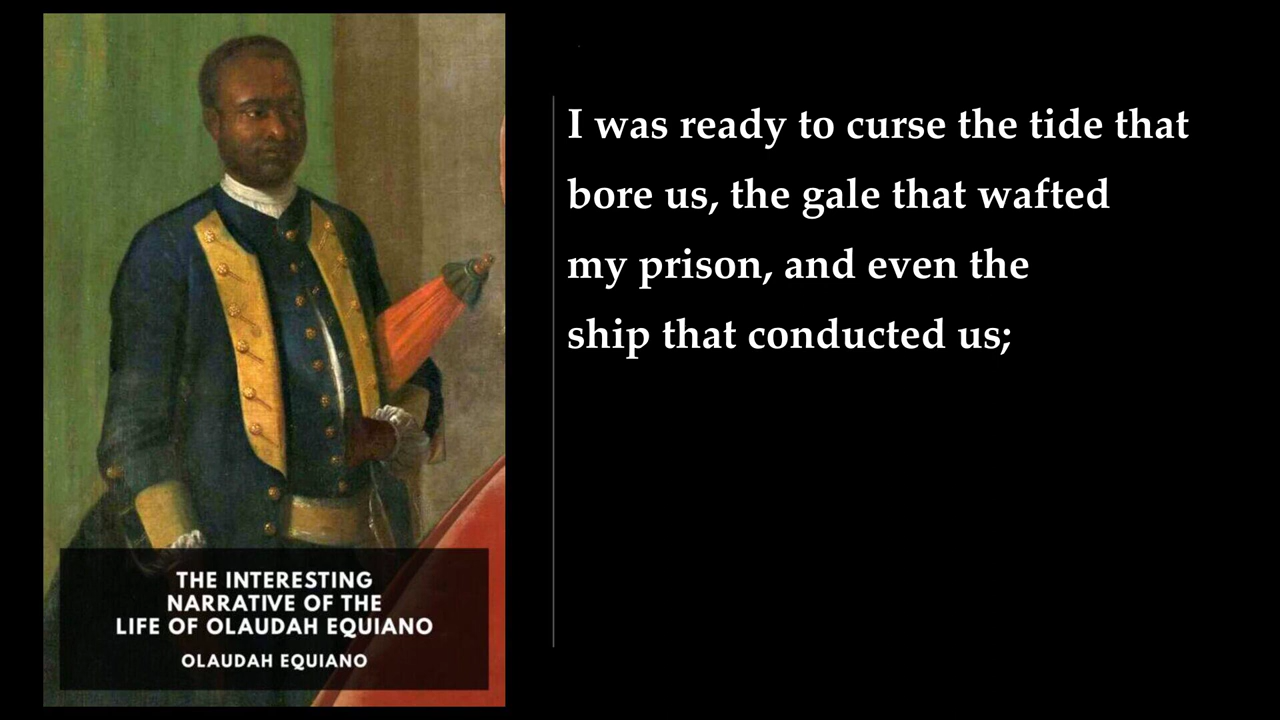 I was ready to curse the tide that
bore us, the gale that wafted
my prison, and even the
ship that conducted us;
THE INTERESTING
NARRATIVE OF THE
LIFE OF OLAUDAH EQUIANO
OLAUDAH EQUIANO